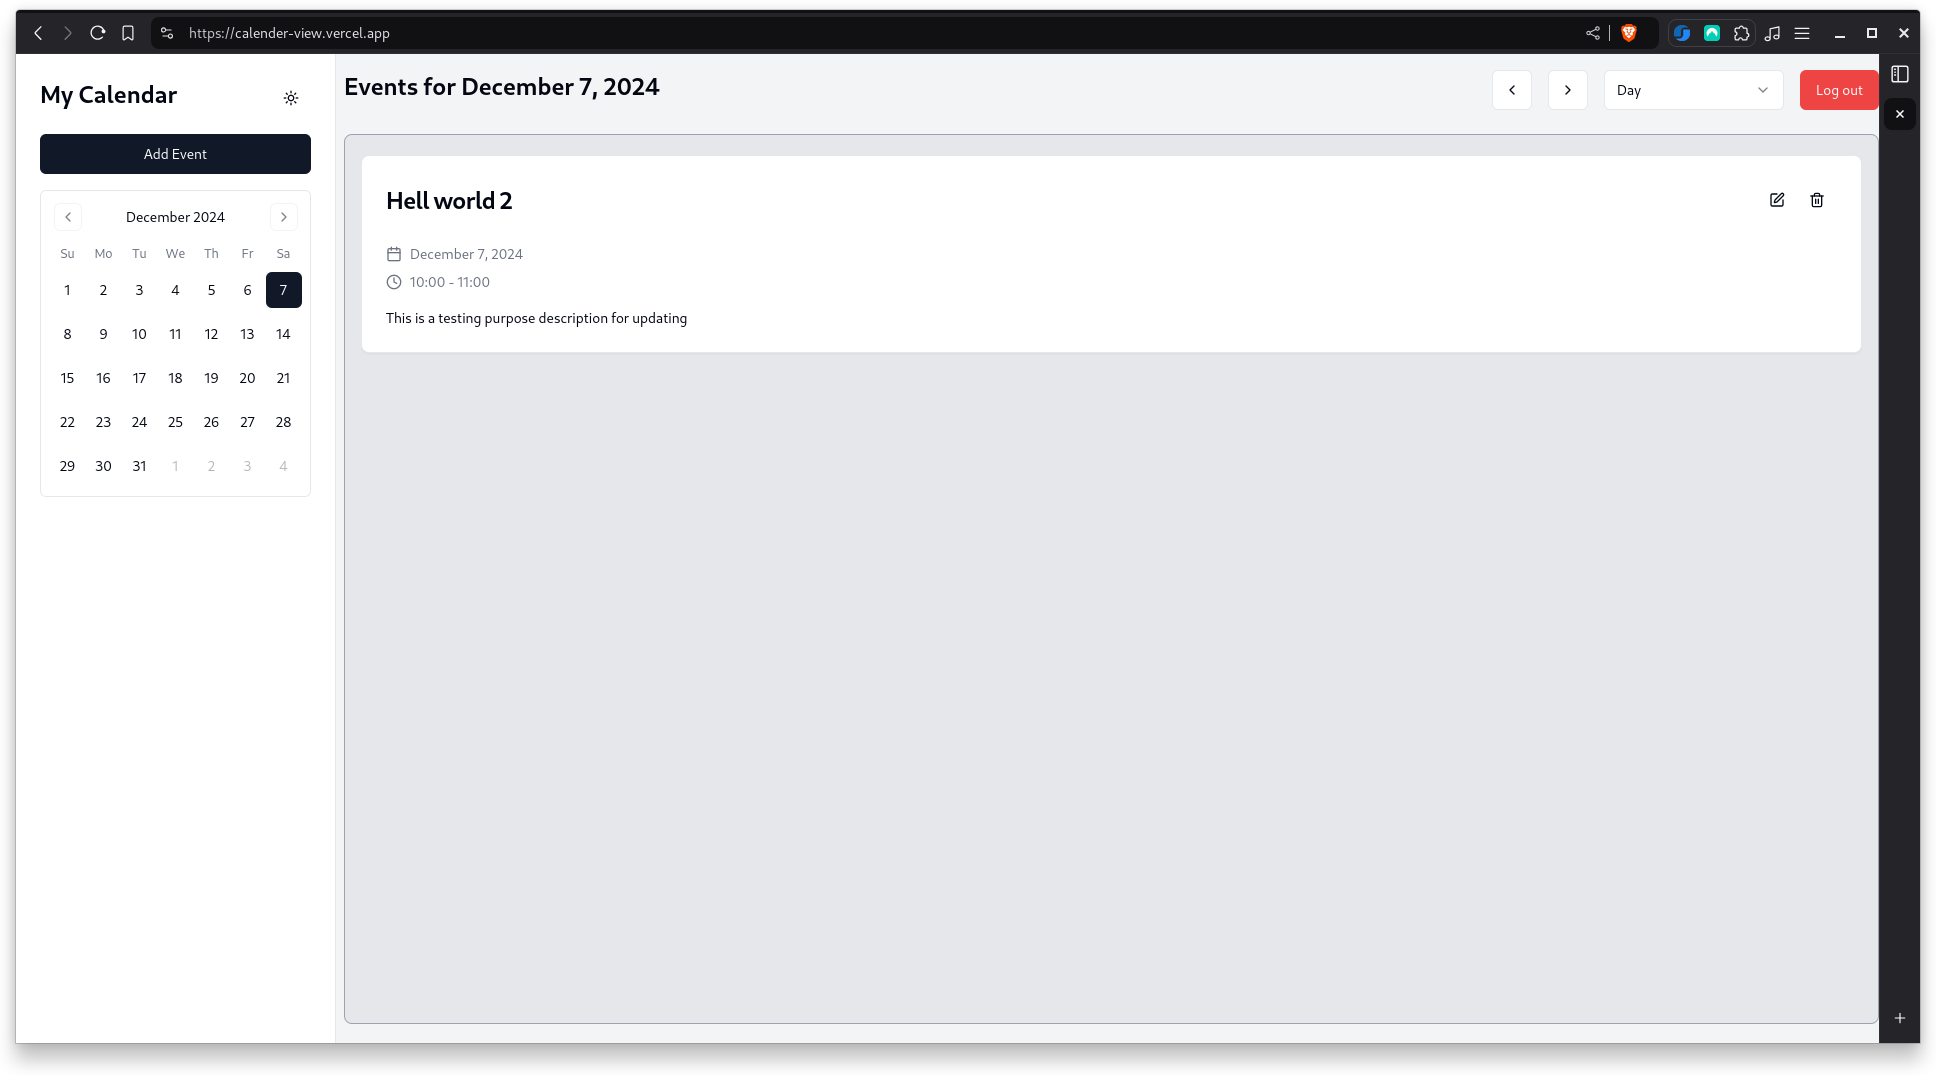 https://calender-view.vercel.app
My Calendar
Add Event
December 2024
Su Mo Tu We Th Fr Sa
1 2 3 4 5 6 7
8 9 10 11 12 13 14
15 16 17 18 19 20 21
22 23 24 25 26 27 28
29 30 31 1 2 3 4
Events for December 7, 2024
Day
Log out
Hell world 2
December 7, 2024
10:00 - 11:00
This is a testing purpose description for updating